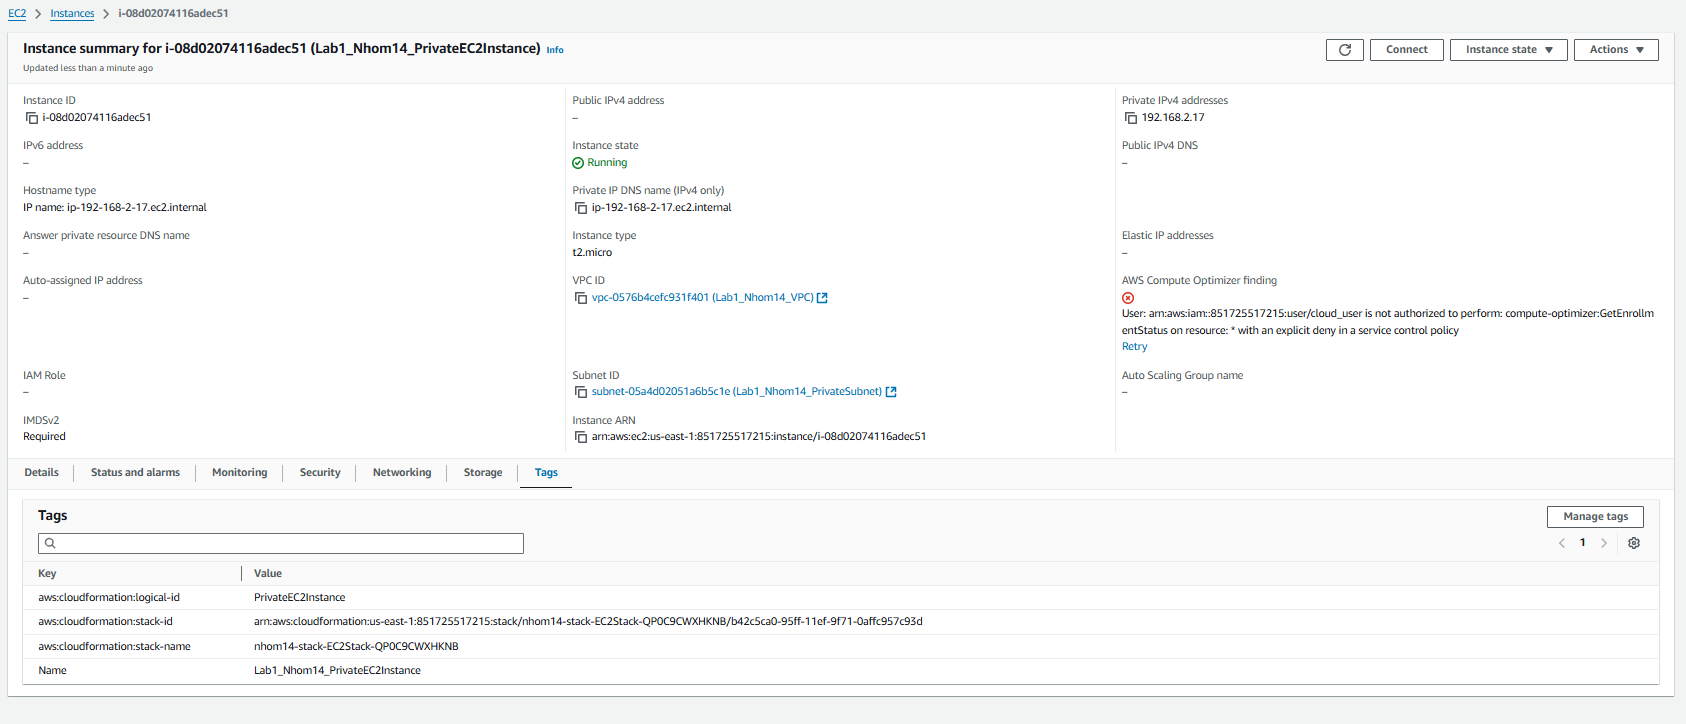 EC2 > Instances > i-08d02074116adec51
Instance summary for i-08d02074116adec51 (Lab1_Nhom14_PrivateEC2Instance) Info
Updated less than a minute ago
Connect
Instance state
Actions
Instance ID
i-08d02074116adec51
Public IPv4 address
–
Private IPv4 addresses
192.168.2.17
IPv6 address
–
Instance state
Running
Public IPv4 DNS
–
Hostname type
IP name: ip-192-168-2-17.ec2.internal
Private IP DNS name (IPv4 only)
ip-192-168-2-17.ec2.internal
Answer private resource DNS name
–
Instance type
t2.micro
Elastic IP addresses
–
Auto-assigned IP address
–
VPC ID
vpc-0576b4cefc931f401 (Lab1_Nhom14_VPC)
AWS Compute Optimizer finding
User: arn:aws:iam::851725517215:user/cloud_user is not authorized to perform: compute-optimizer:GetEnrollm
entStatus on resource: * with an explicit deny in a service control policy
Retry
IAM Role
–
Subnet ID
subnet-05a4d02051a6b5c1e (Lab1_Nhom14_PrivateSubnet)
Auto Scaling Group name
–
IMDSv2
Required
Instance ARN
arn:aws:ec2:us-east-1:851725517215:instance/i-08d02074116adec51
Details
Status and alarms
Monitoring
Security
Networking
Storage
Tags
Tags
Manage tags
1
Key
Value
aws:cloudformation:logical-id
PrivateEC2Instance
aws:cloudformation:stack-id
arn:aws:cloudformation:us-east-1:851725517215:stack/nhom14-stack-EC2Stack-QP0C9CWXHKNB/b42c5ca0-95ff-11ef-9f71-0affc957c93d
aws:cloudformation:stack-name
nhom14-stack-EC2Stack-QP0C9CWXHKNB
Name
Lab1_Nhom14_PrivateEC2Instance